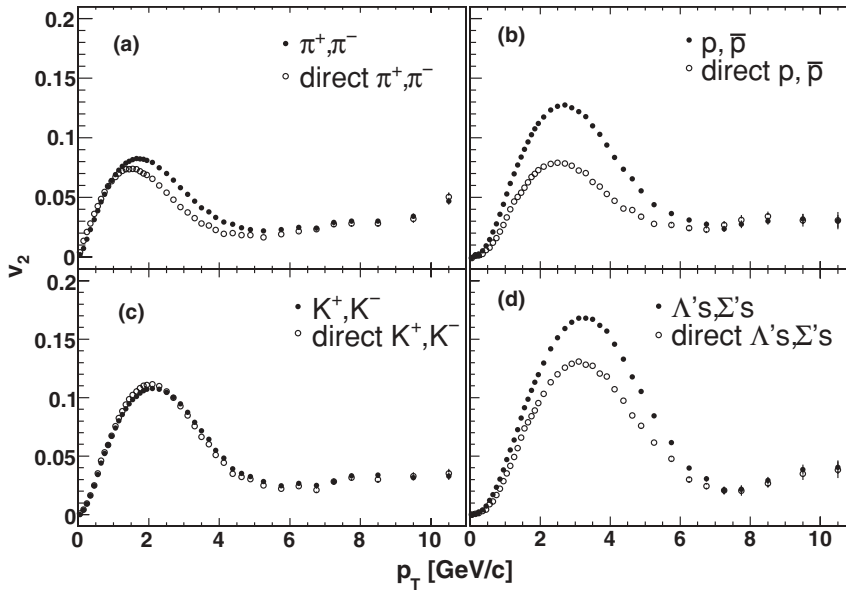 0.2
0.15
0.1
0.05
0
(a)
● π⁺,π⁻
○ direct π⁺,π⁻
(b)
● p, p̅
○ direct p, p̅
v₂
0.2
0.15
0.1
0.05
0
(c)
● K⁺,K⁻
○ direct K⁺,K⁻
(d)
● Λ's,Σ's
○ direct Λ's,Σ's
0 2 4 6 8 10
0 2 4 6 8 10
p_T [GeV/c]